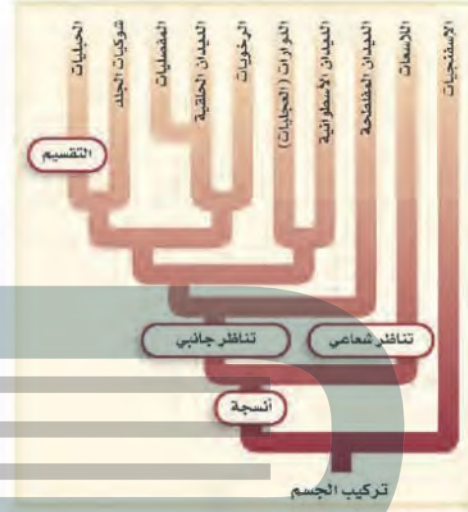 الإسفنجيات
اللاسعات
الديدان المفلطحة
الديدان الأسطوانية
الدوارات (العجليات)
الرخويات
الديدان الحلقية
المفصليات
شوكيات الجلد
الحبليات
التقسيم
تناظر شعاعي
تناظر جانبي
أنسجة
تركيب الجسم